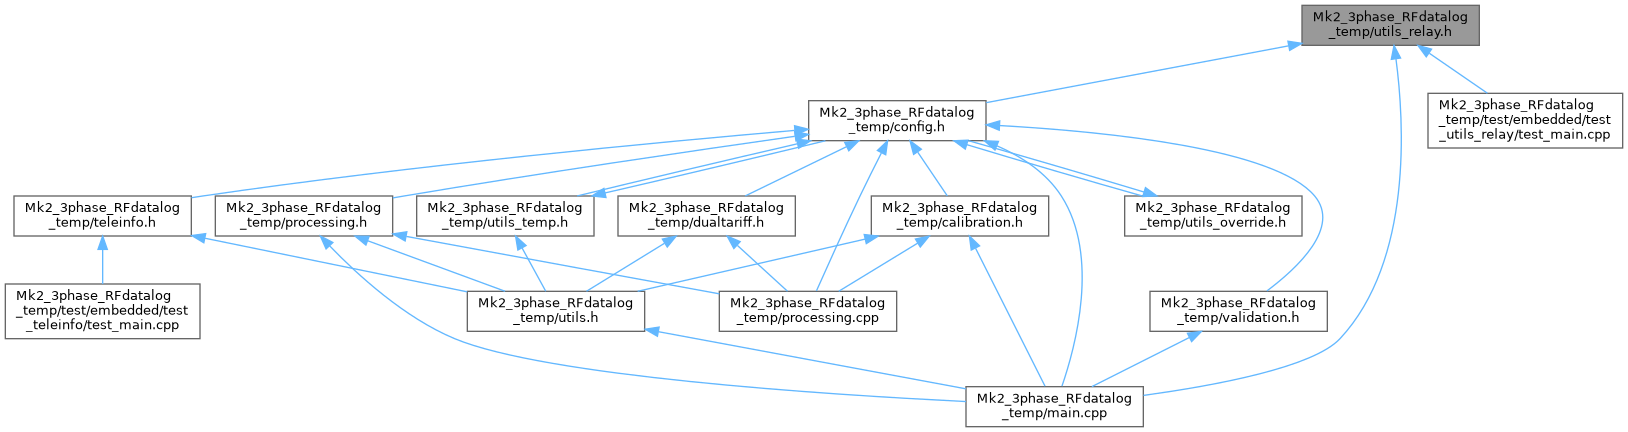 Mk2_3phase_RFdatalog
_temp/utils_relay.h
Mk2_3phase_RFdatalog
_temp/config.h
Mk2_3phase_RFdatalog
_temp/test/embedded/test
_utils_relay/test_main.cpp
Mk2_3phase_RFdatalog
_temp/teleinfo.h
Mk2_3phase_RFdatalog
_temp/processing.h
Mk2_3phase_RFdatalog
_temp/utils_temp.h
Mk2_3phase_RFdatalog
_temp/dualtariff.h
Mk2_3phase_RFdatalog
_temp/calibration.h
Mk2_3phase_RFdatalog
_temp/utils_override.h
Mk2_3phase_RFdatalog
_temp/test/embedded/test
_teleinfo/test_main.cpp
Mk2_3phase_RFdatalog
_temp/utils.h
Mk2_3phase_RFdatalog
_temp/processing.cpp
Mk2_3phase_RFdatalog
_temp/validation.h
Mk2_3phase_RFdatalog
_temp/main.cpp